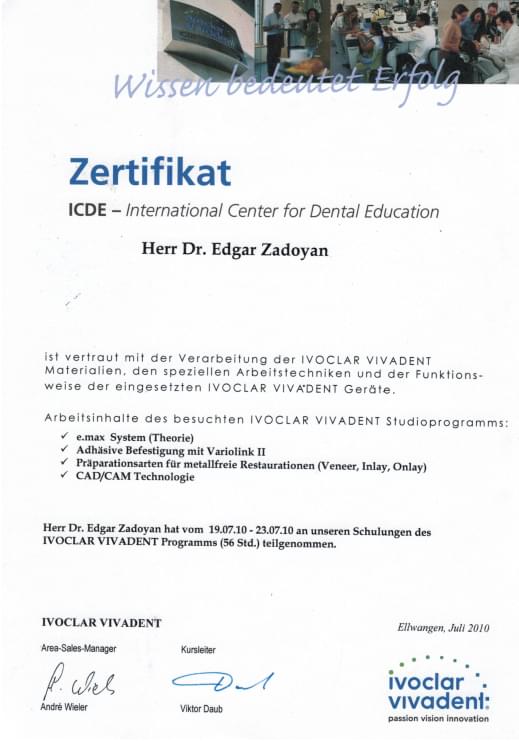 Wissen bedeutet Erfolg
Zertifikat
ICDE – International Center for Dental Education
Herr Dr. Edgar Zadoyan
ist vertraut mit der Verarbeitung der IVOCLAR VIVADENT
Materialien, den speziellen Arbeitstechniken und der Funktions-
weise der eingesetzten IVOCLAR VIVADENT Geräte.
Arbeitsinhalte des besuchten IVOCLAR VIVADENT Studioprogramms:
✓ e.max System (Theorie)
✓ Adhäsive Befestigung mit Variolink II
✓ Präparationsarten für metallfreie Restaurationen (Veneer, Inlay, Onlay)
✓ CAD/CAM Technologie
Herr Dr. Edgar Zadoyan hat vom 19.07.10 - 23.07.10 an unseren Schulungen des
IVOCLAR VIVADENT Programms (56 Std.) teilgenommen.
IVOCLAR VIVADENT
Ellwangen, Juli 2010
Area-Sales-Manager
Kursleiter
André Wieler
Viktor Daub
ivoclar
vivadent:
passion vision innovation